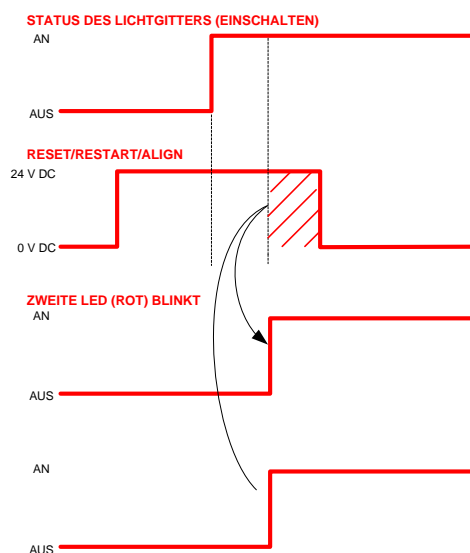 STATUS DES LICHTGITTERS (EINSCHALTEN)
AN
AUS
RESET/RESTART/ALIGN
24 V DC
0 V DC
ZWEITE LED (ROT) BLINKT
AN
AUS
AN
AUS